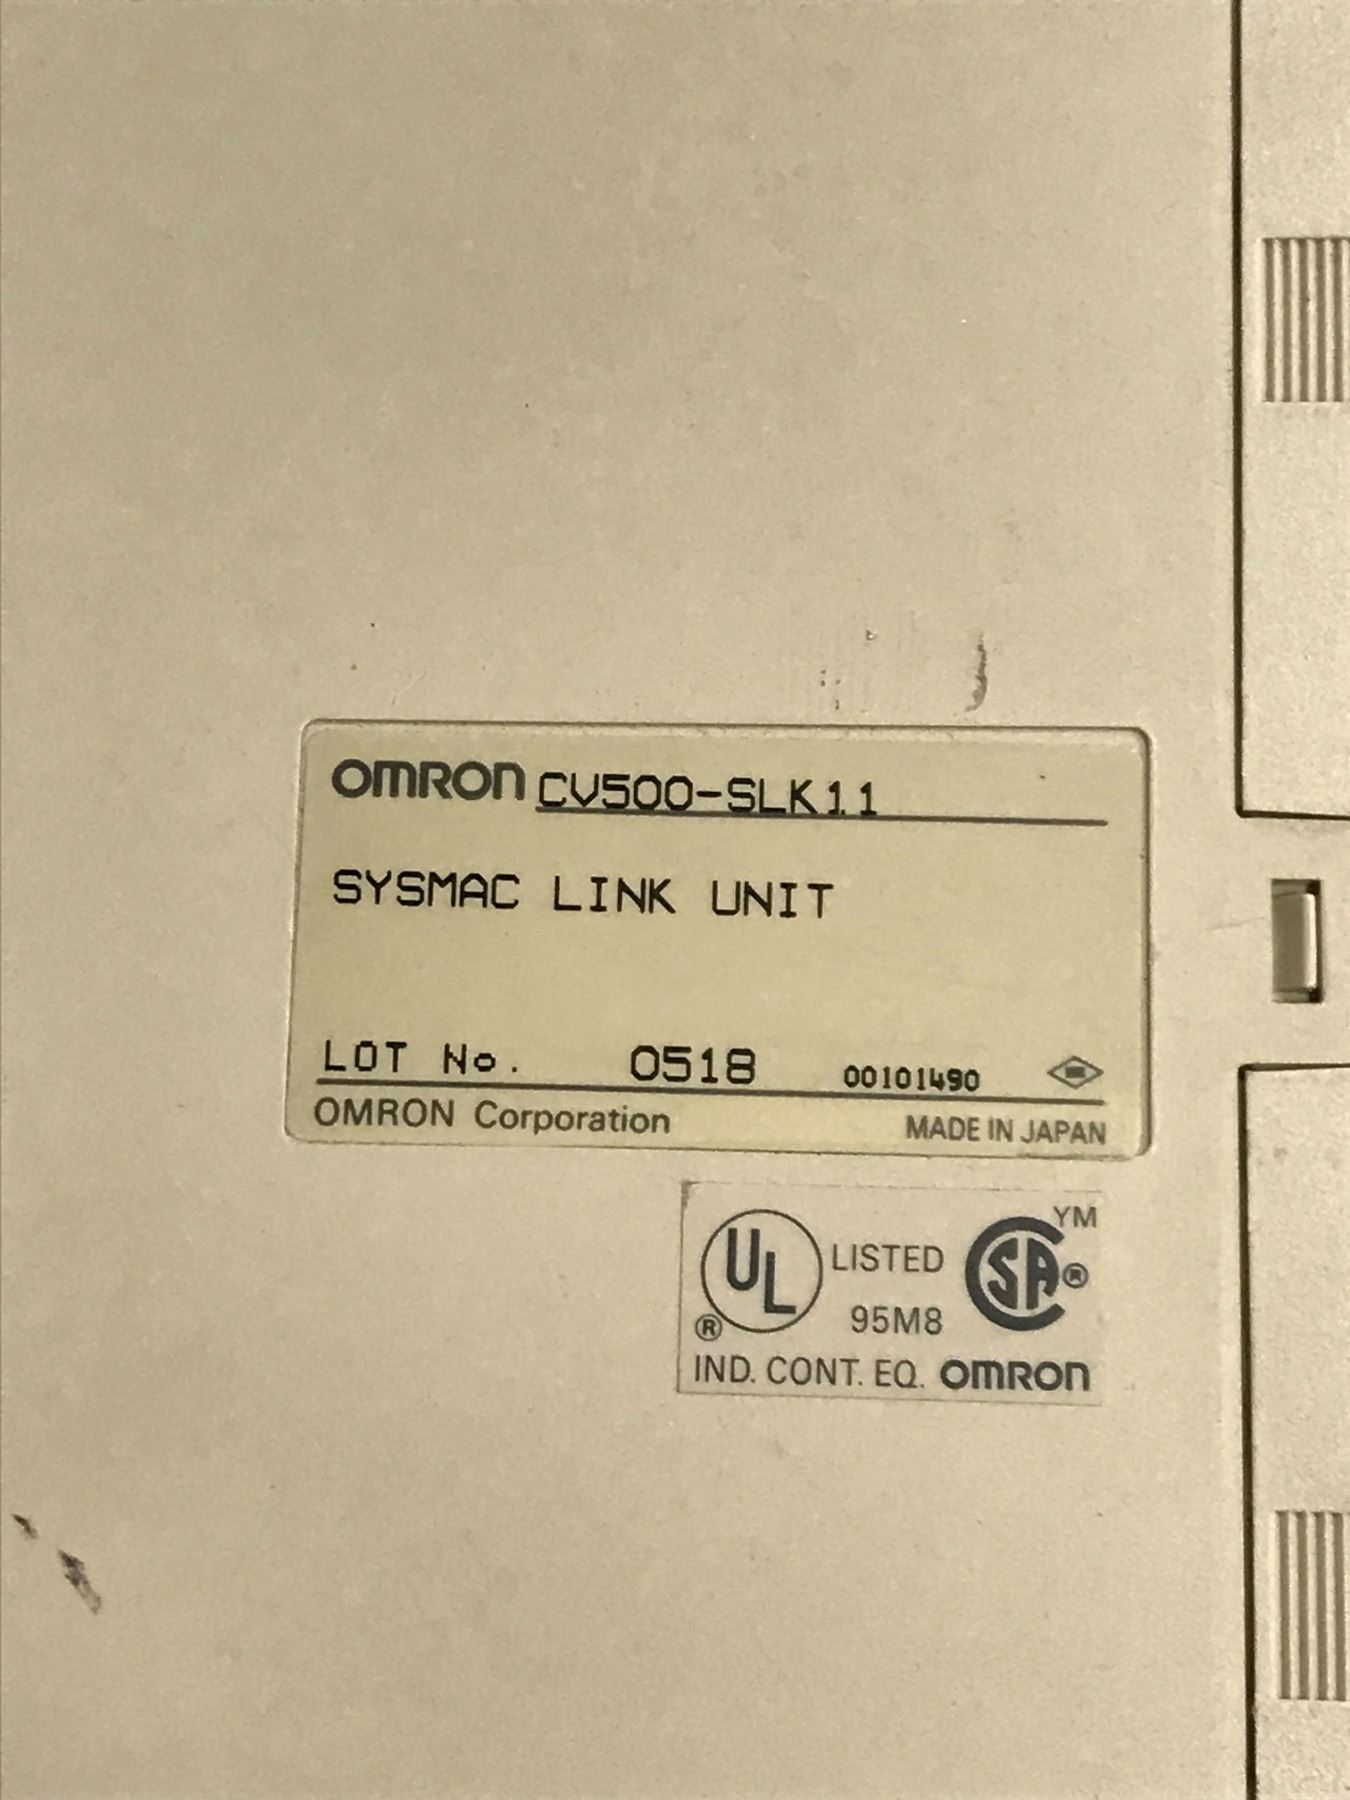 OMRON CV500-SLK11
SYSMAC LINK UNIT
LOT No. 0518 00101490
OMRON Corporation MADE IN JAPAN
UL ® LISTED 95M8 SA ® YM
IND. CONT. EQ. OMRON